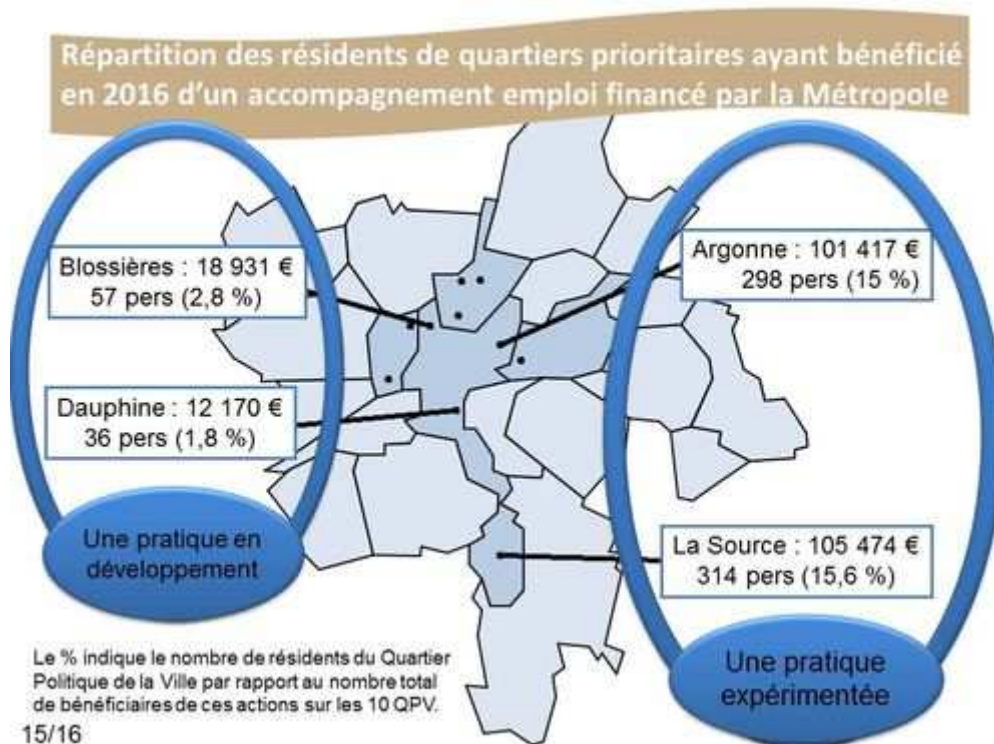 Répartition des résidents de quartiers prioritaires ayant bénéficié
en 2016 d'un accompagnement emploi financé par la Métropole
Blossières : 18 931 €
57 pers (2,8 %)
Argonne : 101 417 €
298 pers (15 %)
Dauphine : 12 170 €
36 pers (1,8 %)
Une pratique en
développement
La Source : 105 474 €
314 pers (15,6 %)
Une pratique
expérimentée
Le % indique le nombre de résidents du Quartier
Politique de la Ville par rapport au nombre total
de bénéficiaires de ces actions sur les 10 QPV.
15/16